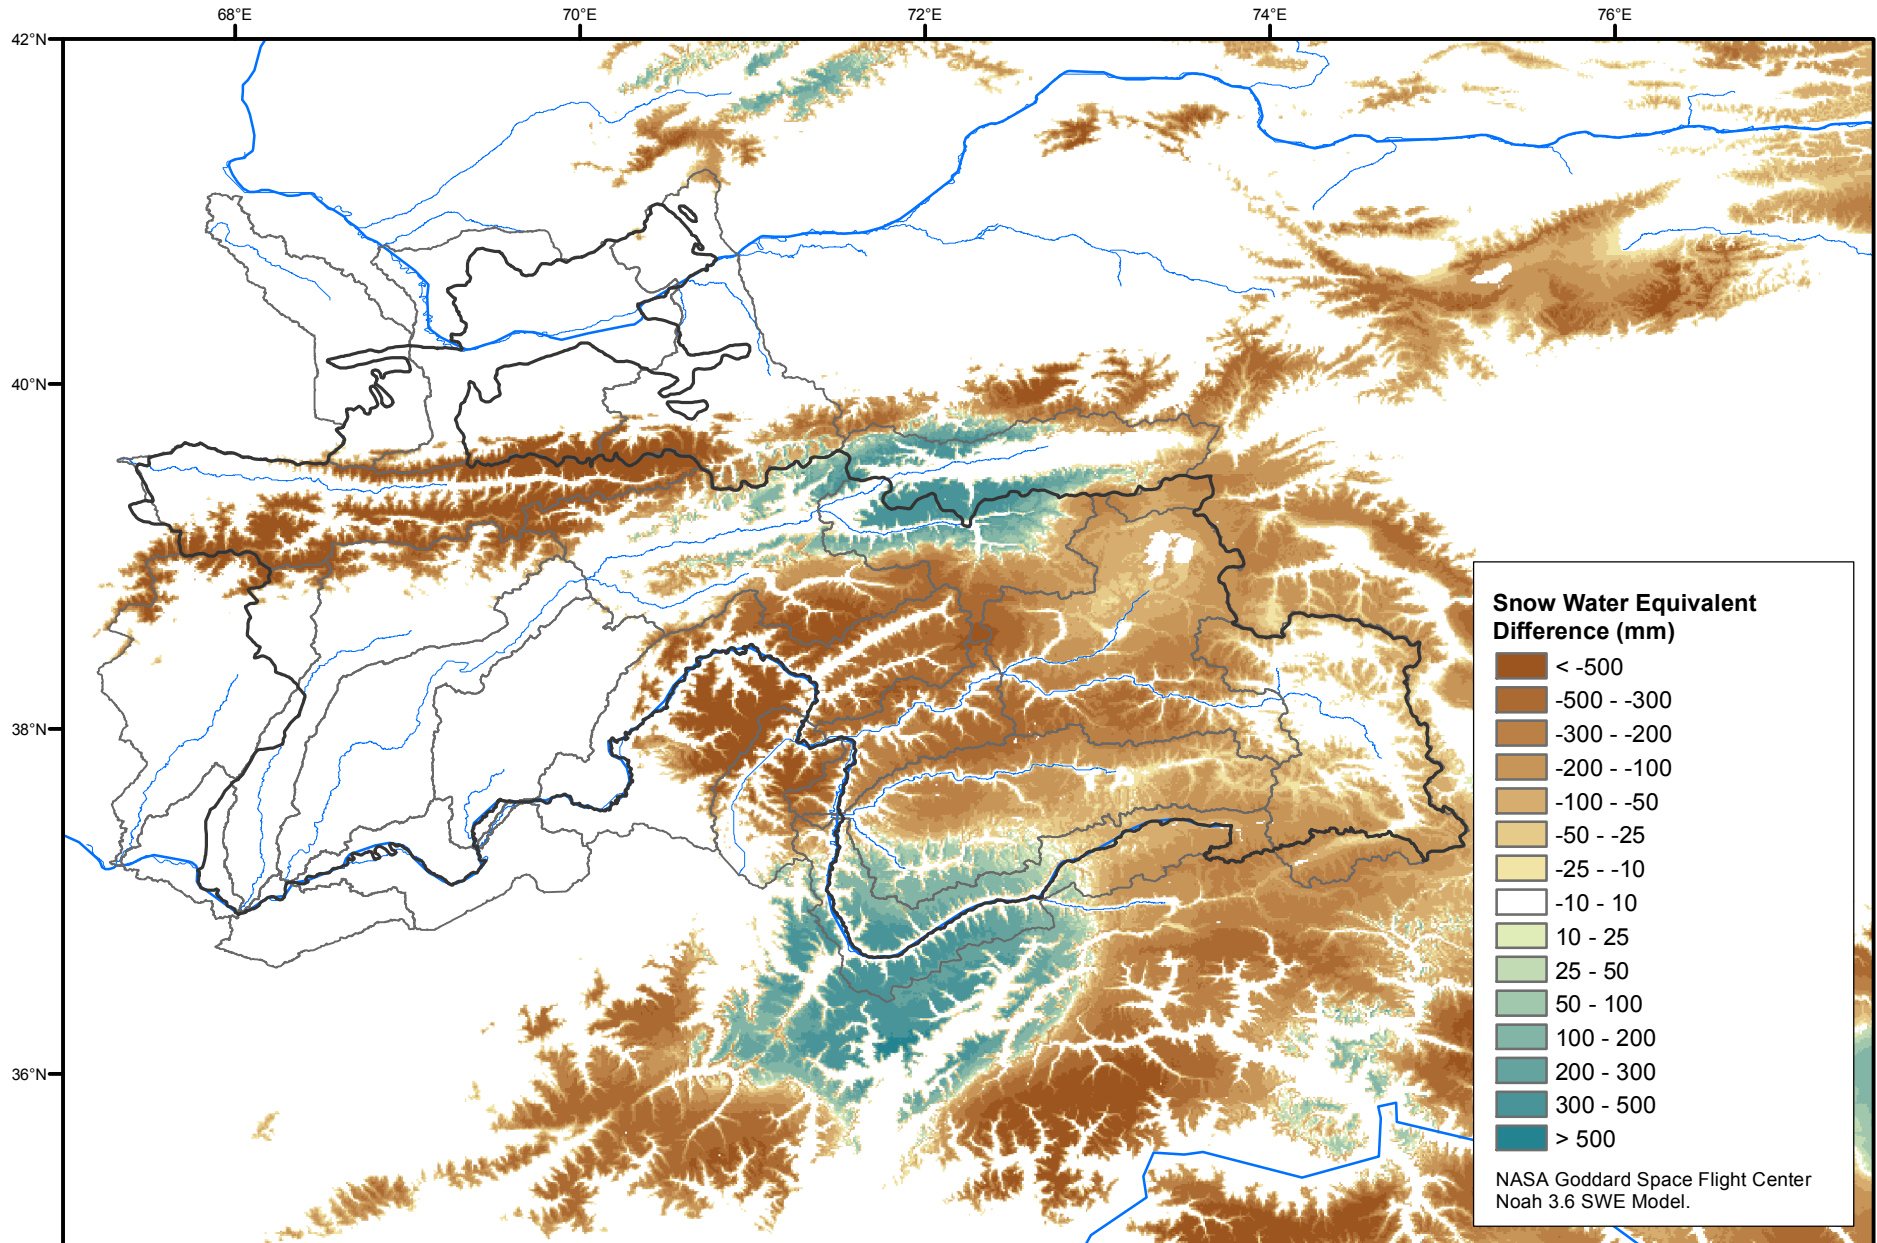 68°E 70°E 72°E 74°E 76°E
42°N
40°N
38°N
36°N
Snow Water Equivalent
Difference (mm)
< -500
-500 - -300
-300 - -200
-200 - -100
-100 - -50
-50 - -25
-25 - -10
-10 - 10
10 - 25
25 - 50
50 - 100
100 - 200
200 - 300
300 - 500
> 500
NASA Goddard Space Flight Center
Noah 3.6 SWE Model.